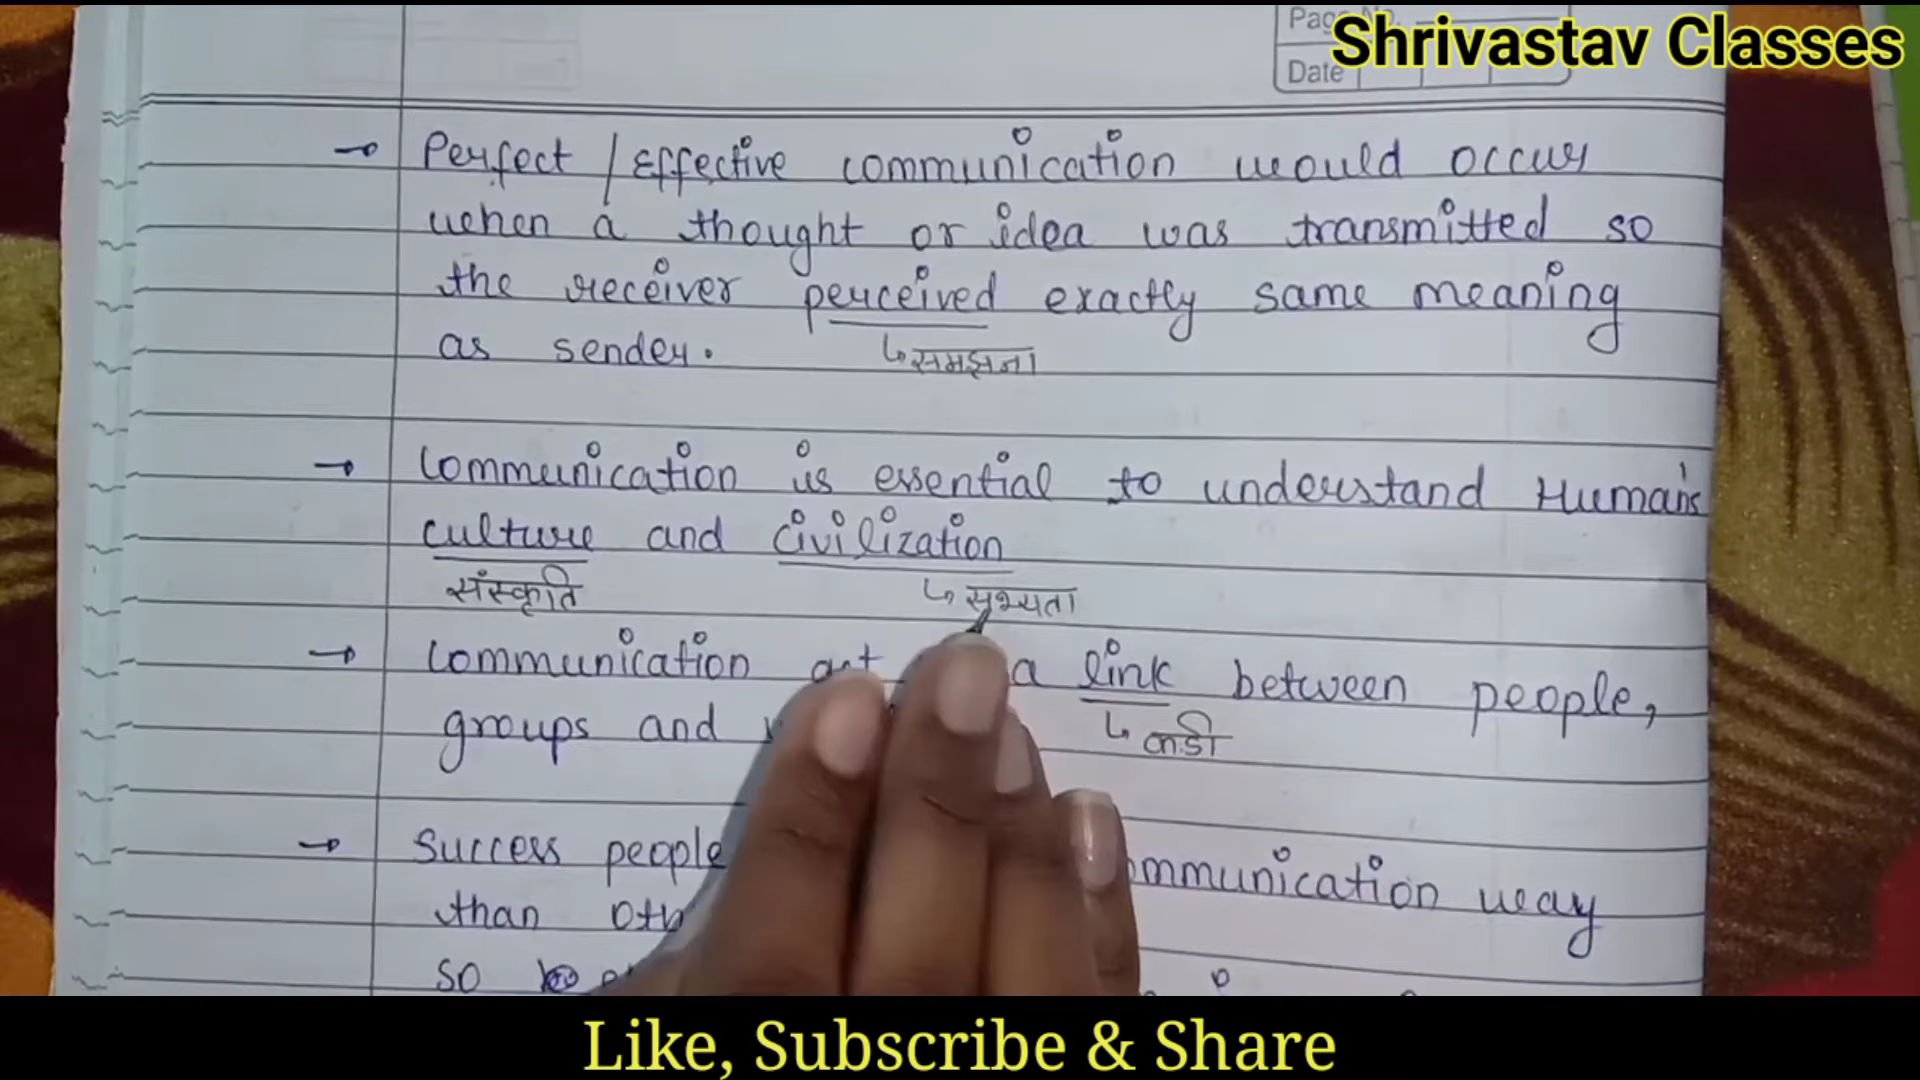 Page No.
Shrivastav Classes
Date
→ Perfect / Effective communication would occur
when a thought or idea was transmitted so
the receiver perceived exactly same meaning
as sender.
↳ समझना
→ Communication is essential to understand Human's
culture and civilization
संस्कृति
↳ सभ्यता
→ Communication act a link between people,
groups and
↳ कडी
→ Success people ommunication way
than
so
Like, Subscribe & Share